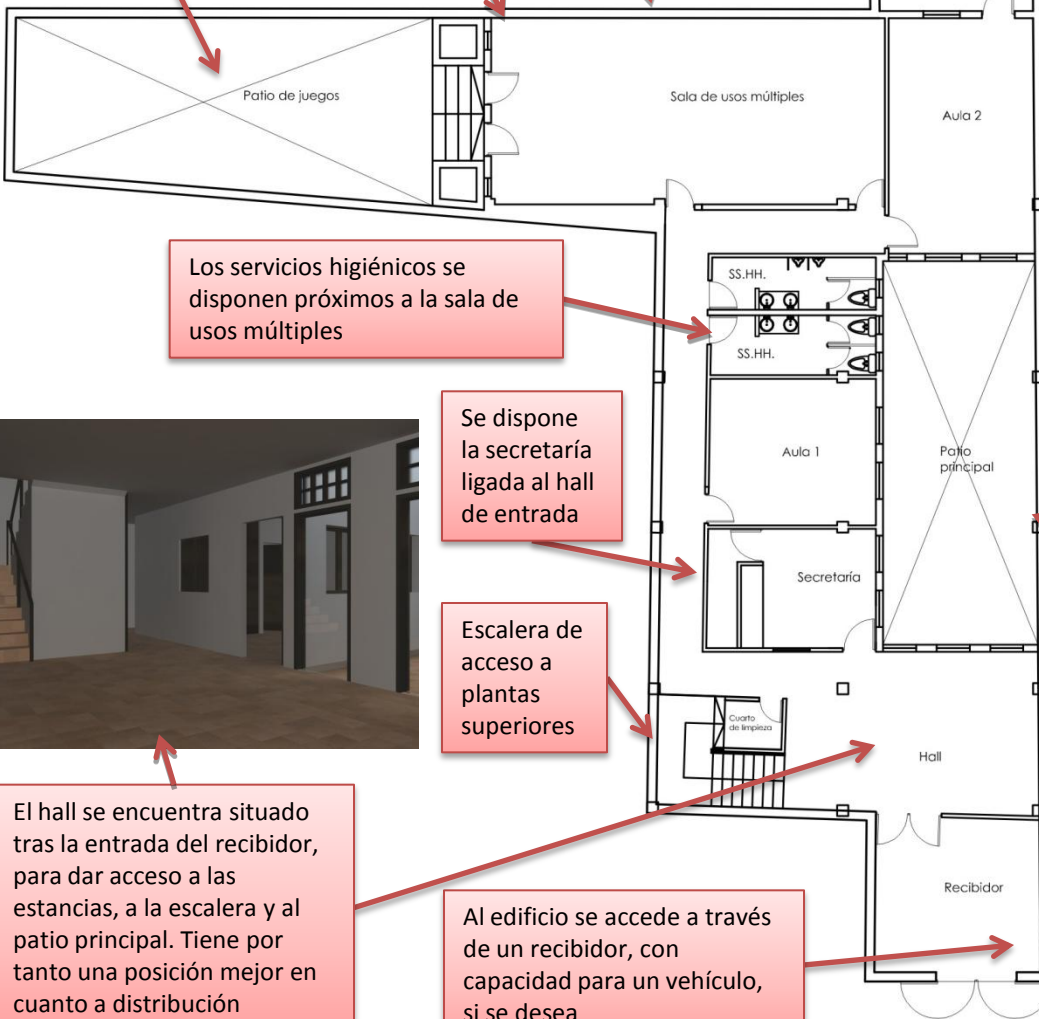 Patio de juegos
Sala de usos múltiples
Aula 2
Los servicios higiénicos se
disponen próximos a la sala de
usos múltiples
SS.HH.
SS.HH.
Se dispone
la secretaría
ligada al hall
de entrada
Aula 1
Patio
principal
Secretaría
Escalera de
acceso a
plantas
superiores
Cuarto
de limpieza
Hall
El hall se encuentra situado
tras la entrada del recibidor,
para dar acceso a las
estancias, a la escalera y al
patio principal. Tiene por
tanto una posición mejor en
cuanto a distribución
Recibidor
Al edificio se accede a través
de un recibidor, con
capacidad para un vehículo,
si se desea